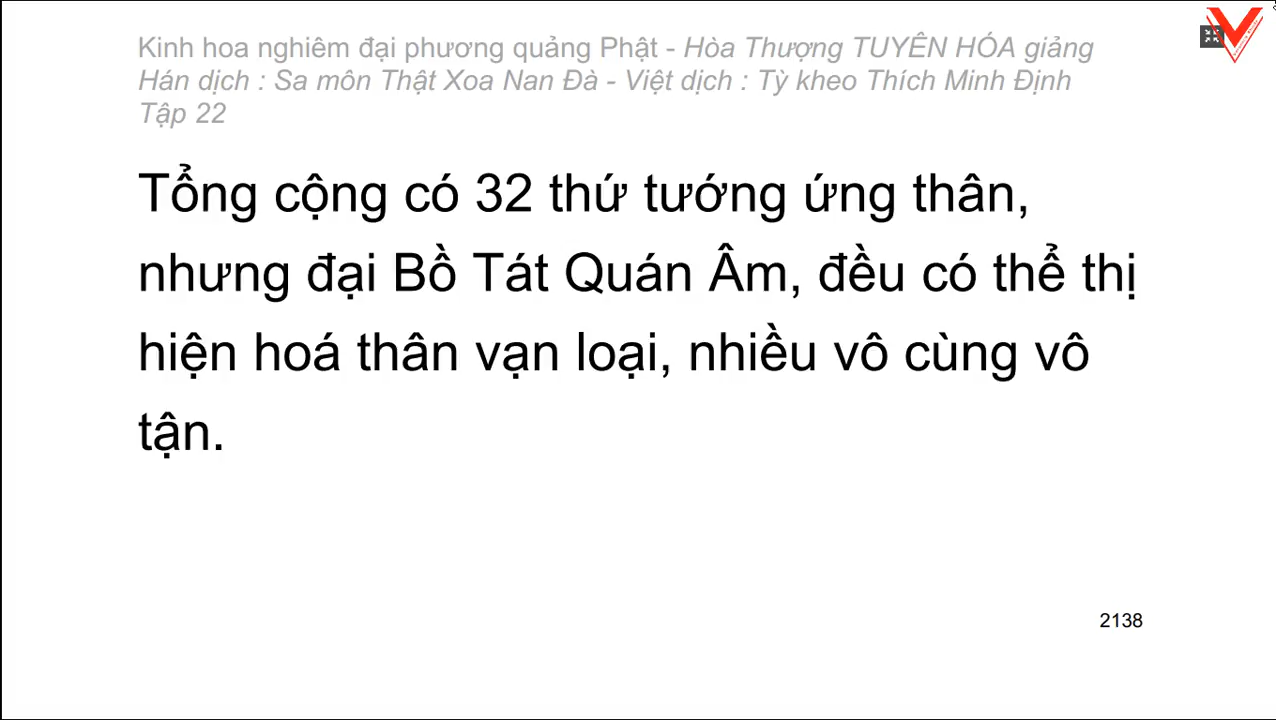 Kinh hoa nghiêm đại phương quảng Phật - Hòa Thượng TUYÊN HÓA giảng
Hán dịch : Sa môn Thật Xoa Nan Đà - Việt dịch : Tỳ kheo Thích Minh Định
Tập 22
Tổng cộng có 32 thứ tướng ứng thân,
nhưng đại Bồ Tát Quán Âm, đều có thể thị
hiện hoá thân vạn loại, nhiều vô cùng vô
tận.
2138